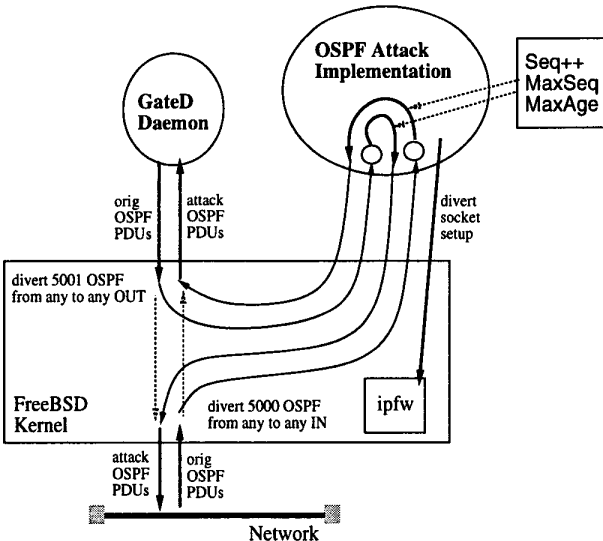 OSPF Attack
Implementation
Seq++
MaxSeq
MaxAge
GateD
Daemon
orig
OSPF
PDUs
attack
OSPF
PDUs
divert
socket
setup
divert 5001 OSPF
from any to any OUT
FreeBSD
Kernel
divert 5000 OSPF
from any to any IN
ipfw
attack
OSPF
PDUs
orig
OSPF
PDUs
Network